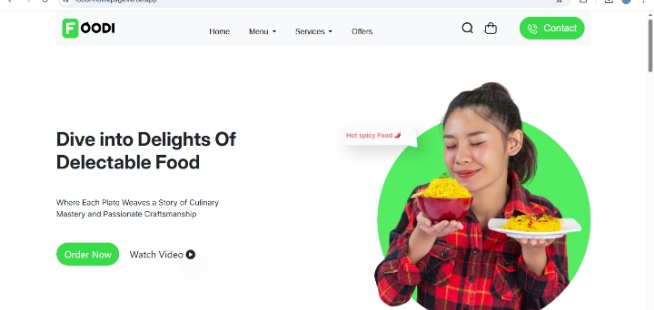 FOODI
Home Menu Services Offers Contact
Hot spicy Food
Dive into Delights Of
Delectable Food
Where Each Plate Weaves a Story of Culinary
Mastery and Passionate Craftsmanship
Order Now Watch Video